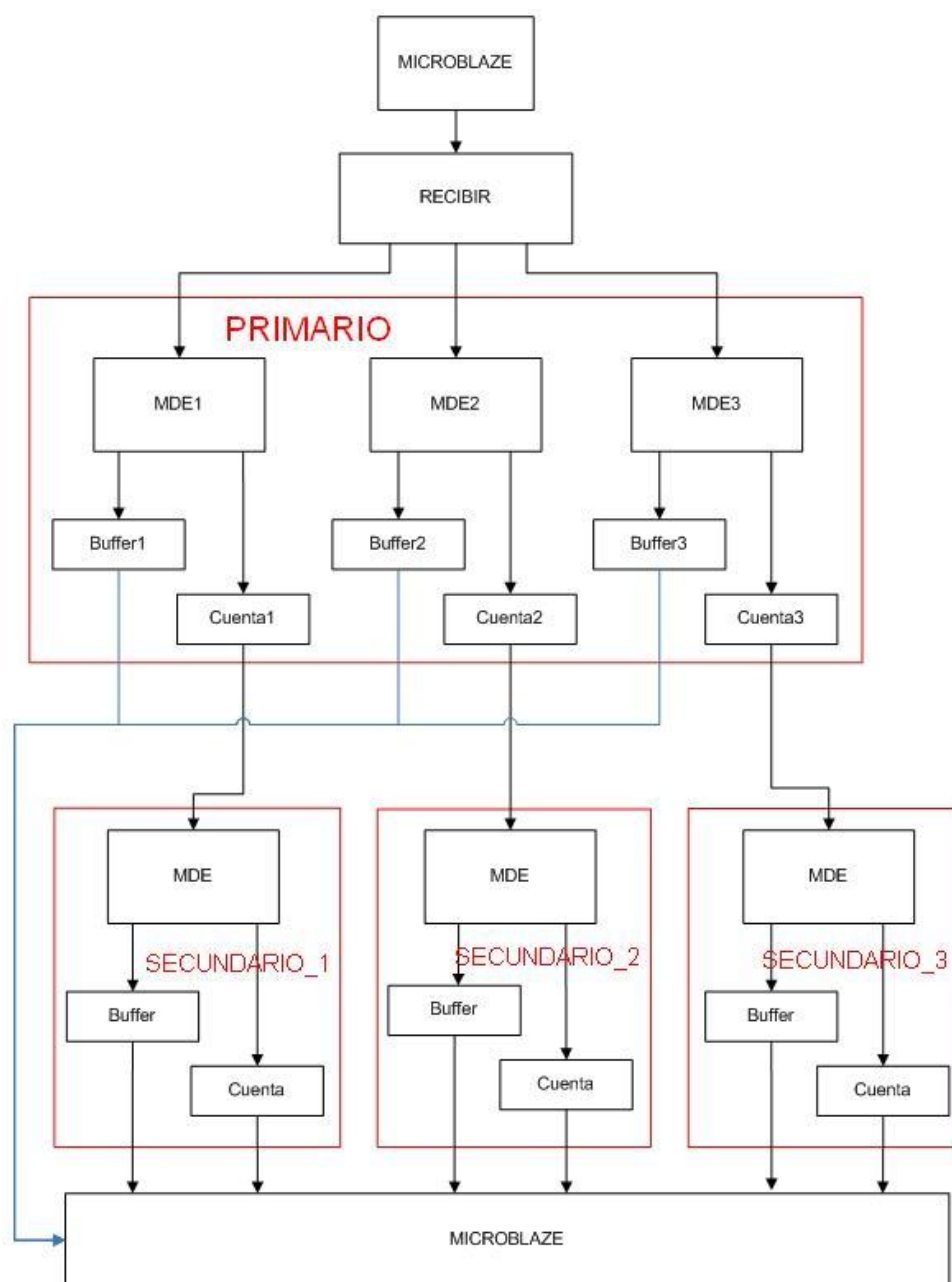 MICROBLAZE
RECIBIR
PRIMARIO
MDE1
MDE2
MDE3
Buffer1
Buffer2
Buffer3
Cuenta1
Cuenta2
Cuenta3
MDE
MDE
MDE
SECUNDARIO_1
SECUNDARIO_2
SECUNDARIO_3
Buffer
Buffer
Buffer
Cuenta
Cuenta
Cuenta
MICROBLAZE